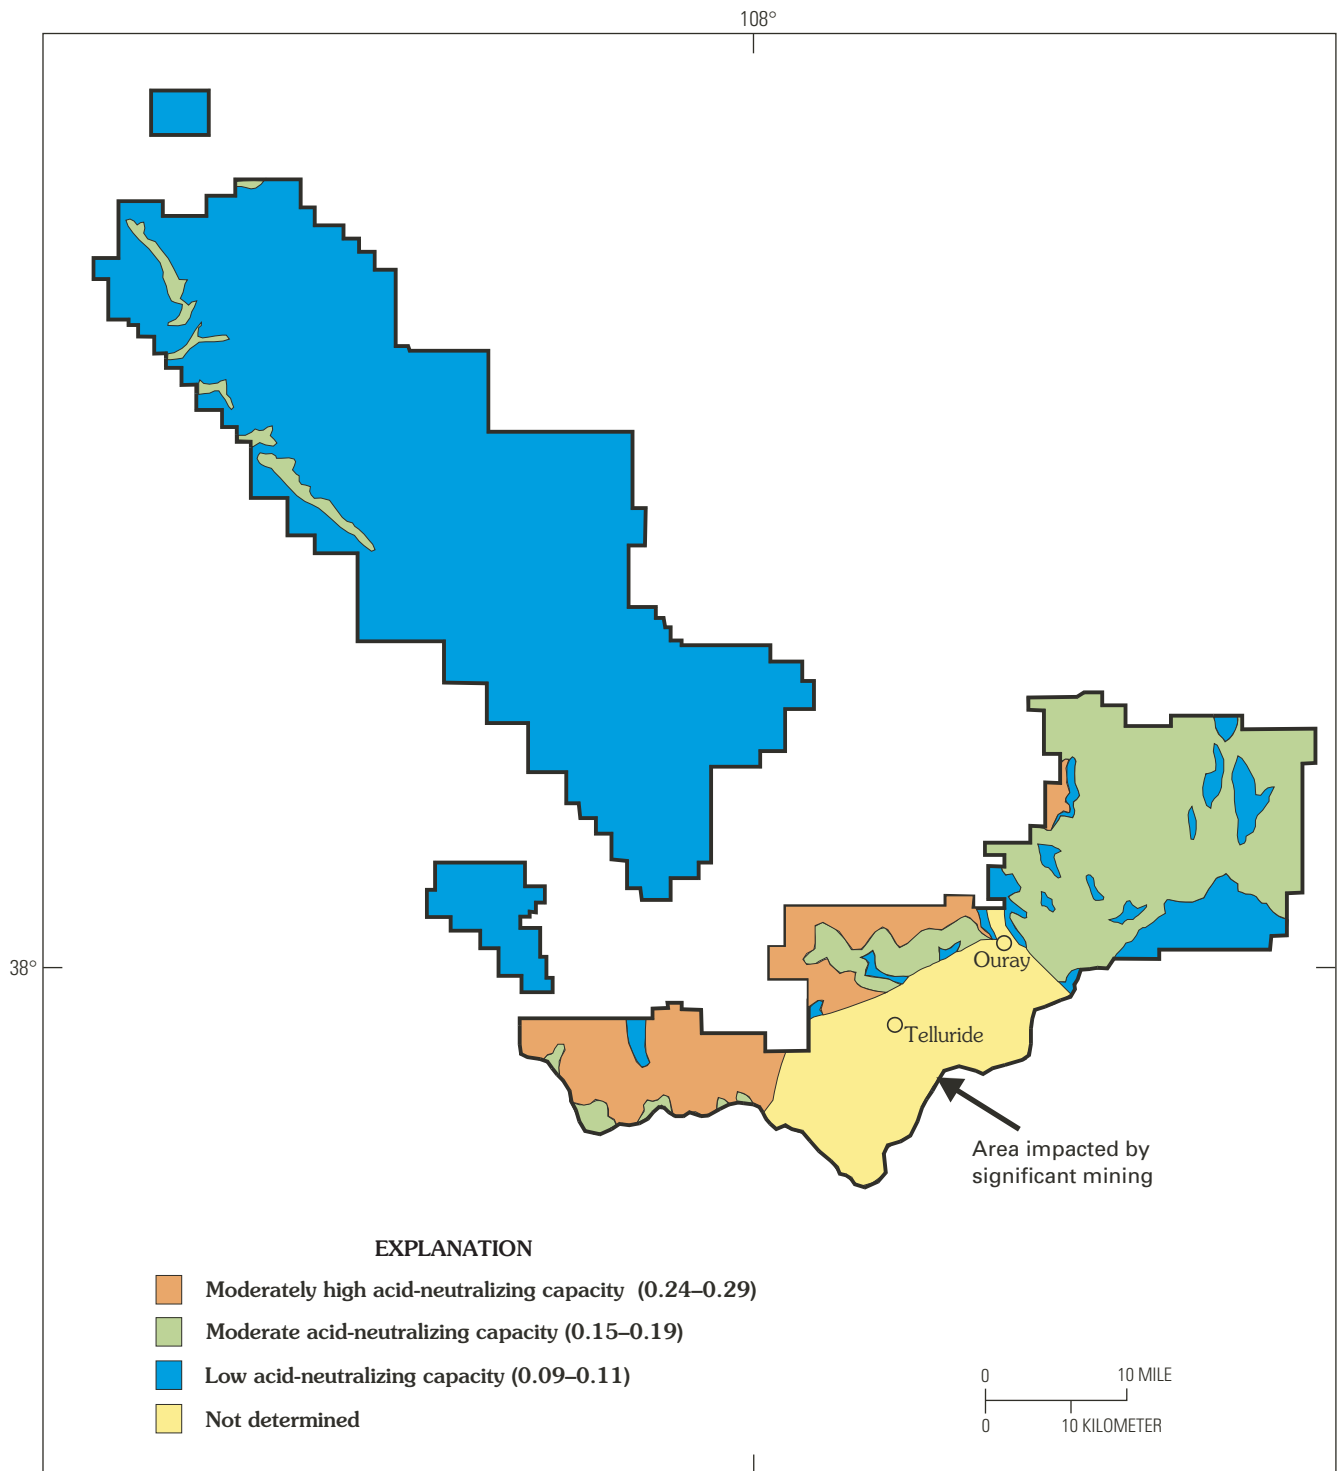 108°
38°
Ouray
Telluride
Area impacted by
significant mining
EXPLANATION
Moderately high acid-neutralizing capacity (0.24–0.29)
Moderate acid-neutralizing capacity (0.15–0.19)
Low acid-neutralizing capacity (0.09–0.11)
Not determined
0 10 MILE
0 10 KILOMETER